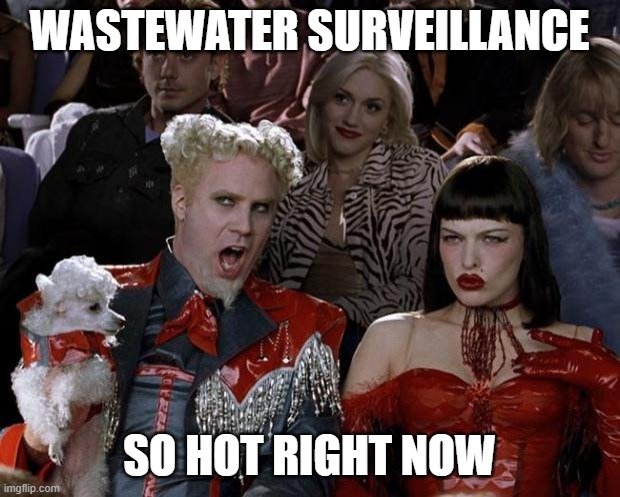 WASTEWATER SURVEILLANCE
SO HOT RIGHT NOW
imgflip.com